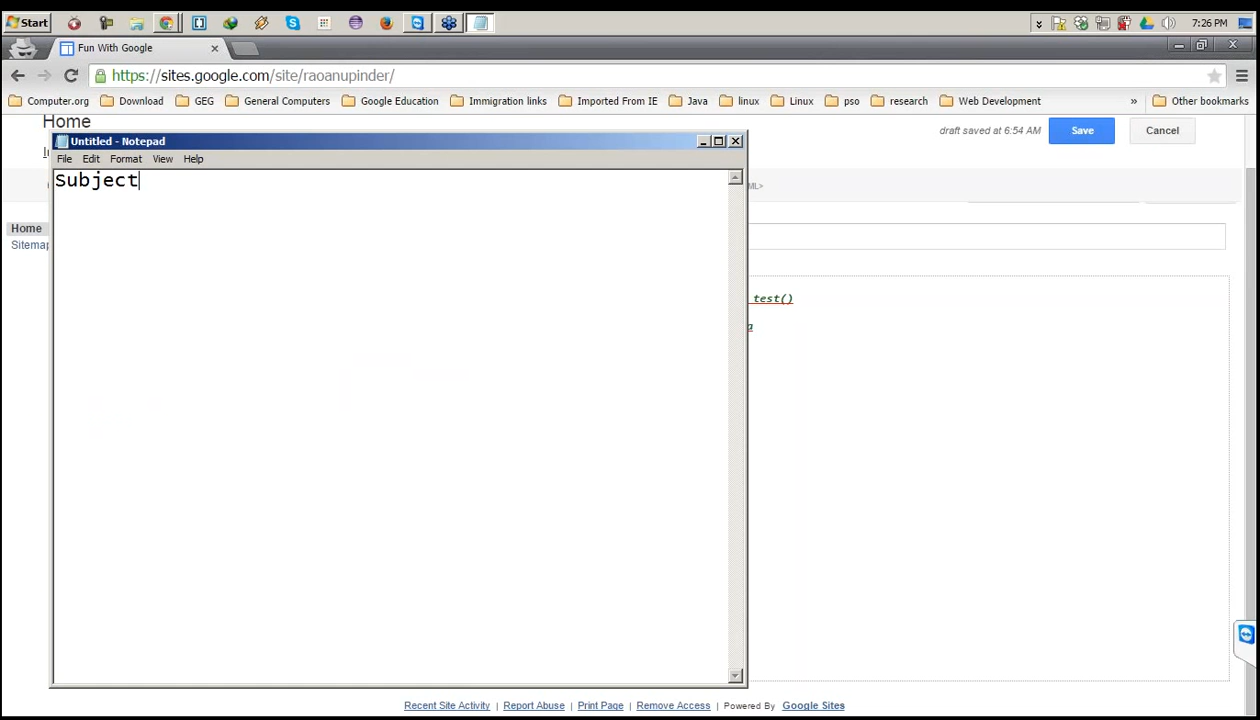 Start
7:26 PM
Fun With Google
https://sites.google.com/site/raoanupinder/
Computer.org Download GEG General Computers Google Education Immigration links Imported From IE Java linux Linux pso research Web Development » Other bookmarks
Home
draft saved at 6:54 AM Save Cancel
Untitled - Notepad
File Edit Format View Help
Subject
ML>
Home
Sitemap
test()
a
Recent Site Activity | Report Abuse | Print Page | Remove Access | Powered By Google Sites